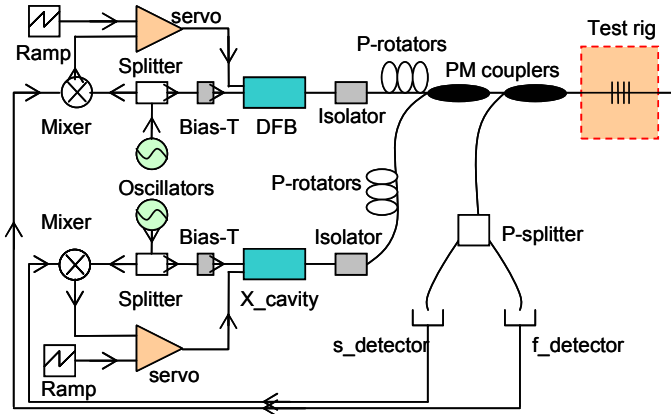 servo
Test rig
Ramp
P-rotators
Splitter
PM couplers
Mixer
Bias-T
DFB
Isolator
Oscillators
P-rotators
Mixer
Bias-T
Isolator
P-splitter
Splitter
X_cavity
s_detector
f_detector
Ramp
servo